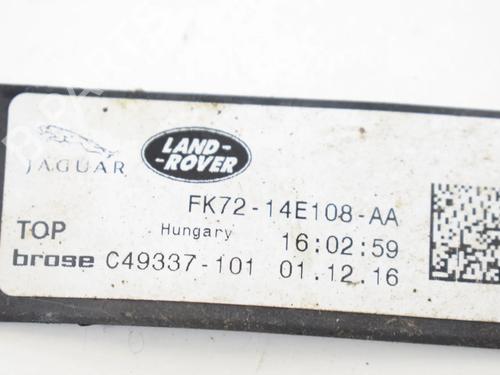 JAGUAR
LAND-
-ROVER
FK72-14E108-AA
TOP
Hungary
16:02:59
brose C49337-101 01.12.16